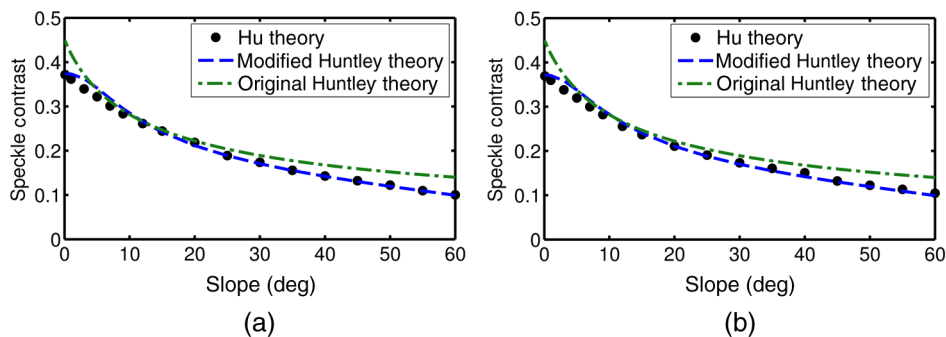 0.5
0.4
0.3
0.2
0.1
0
Speckle contrast
Hu theory
Modified Huntley theory
Original Huntley theory
0 10 20 30 40 50 60
Slope (deg)
(a)
0.5
0.4
0.3
0.2
0.1
0
Speckle contrast
Hu theory
Modified Huntley theory
Original Huntley theory
0 10 20 30 40 50 60
Slope (deg)
(b)